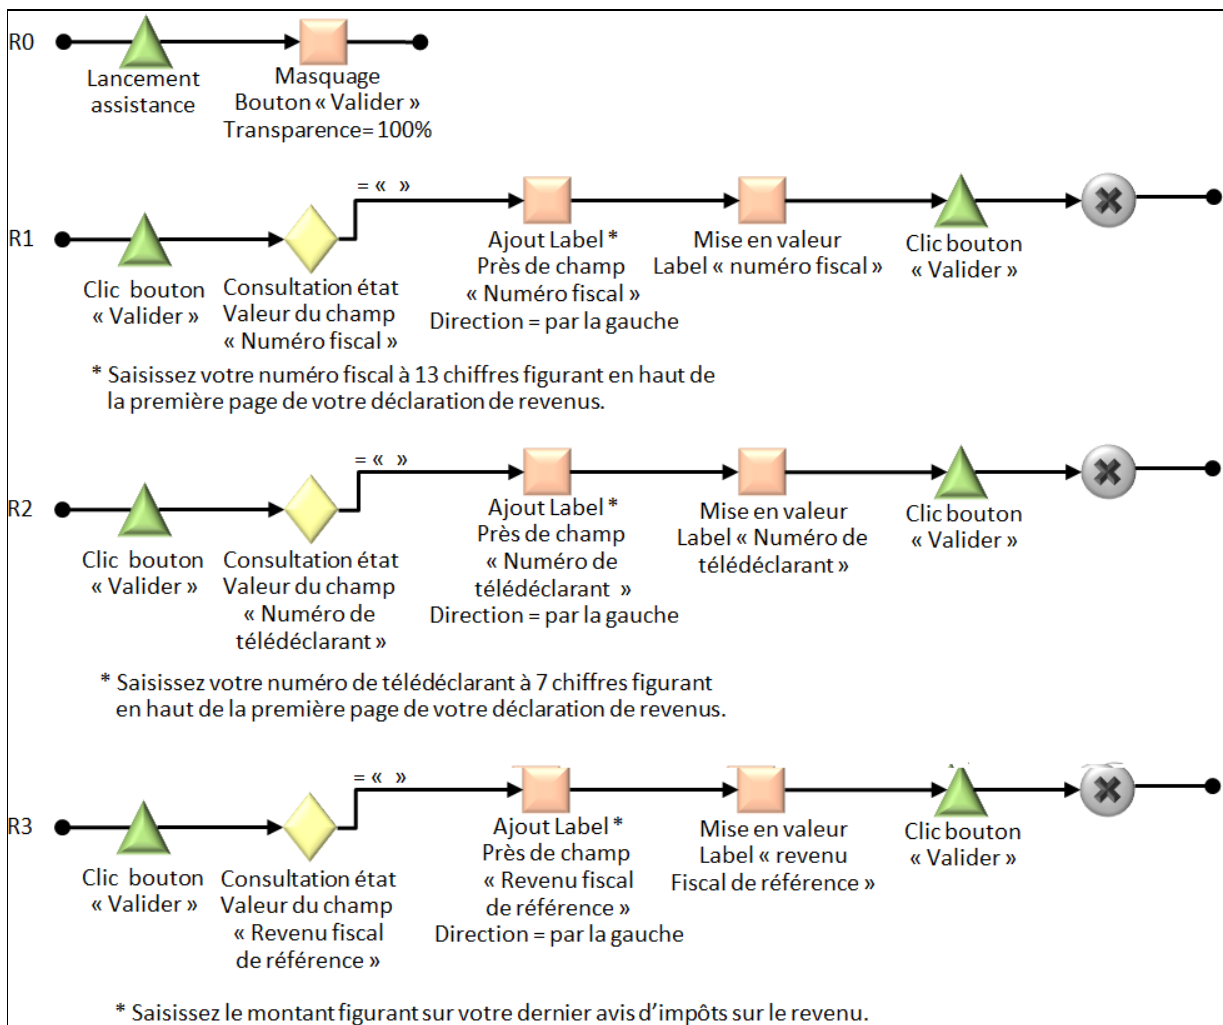 R0
Lancement
assistance
Masquage
Bouton « Valider »
Transparence= 100%
R1
= «  »
Clic bouton
« Valider »
Consultation état
Valeur du champ
« Numéro fiscal »
Ajout Label *
Près de champ
« Numéro fiscal »
Direction = par la gauche
Mise en valeur
Label « numéro fiscal »
Clic bouton
« Valider »
* Saisissez votre numéro fiscal à 13 chiffres figurant en haut de
la première page de votre déclaration de revenus.
R2
= «  »
Clic bouton
« Valider »
Consultation état
Valeur du champ
« Numéro de
télédéclarant »
Ajout Label *
Près de champ
« Numéro de
télédéclarant »
Direction = par la gauche
Mise en valeur
Label « Numéro de
télédéclarant »
Clic bouton
« Valider »
* Saisissez votre numéro de télédéclarant à 7 chiffres figurant
en haut de la première page de votre déclaration de revenus.
R3
= «  »
Clic bouton
« Valider »
Consultation état
Valeur du champ
« Revenu fiscal
de référence »
Ajout Label *
Près de champ
« Revenu fiscal
de référence »
Direction = par la gauche
Mise en valeur
Label « revenu
Fiscal de référence »
Clic bouton
« Valider »
* Saisissez le montant figurant sur votre dernier avis d’impôts sur le revenu.